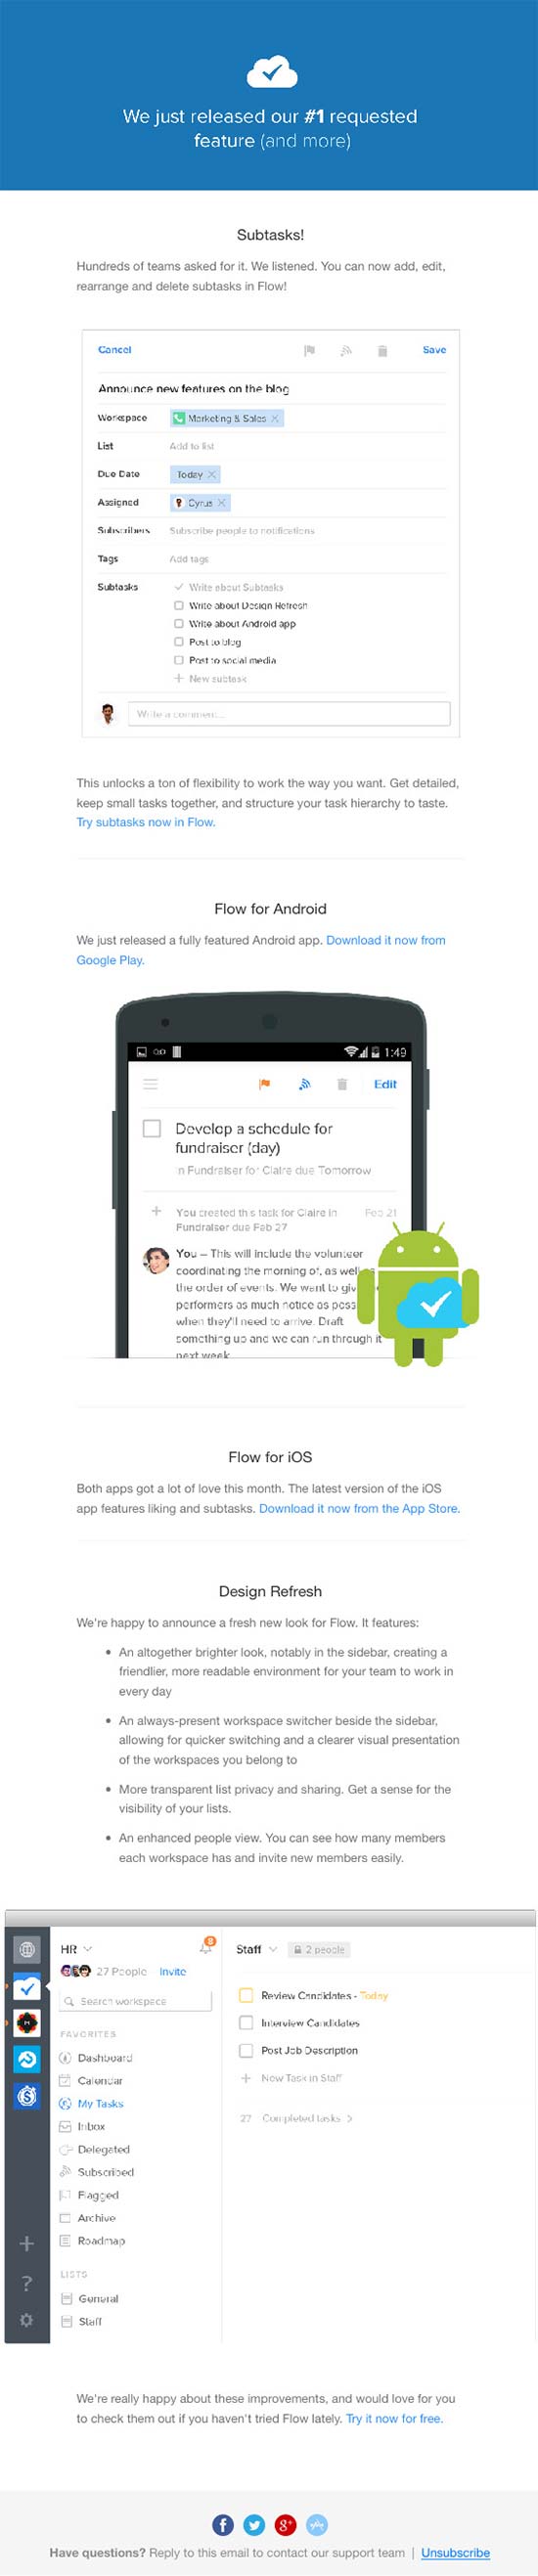 We just released our #1 requested
feature (and more)
Subtasks!
Hundreds of teams asked for it. We listened. You can now add, edit,
rearrange and delete subtasks in Flow!
Cancel
Save
Announce new features on the blog
Workspace
Marketing & Sales
List
Add to list
Due Date
Today
Assigned
Cyrus
Subscribers
Subscribe people to notifications
Tags
Add tags
Subtasks
Write about Subtasks
Write about Design Refresh
Write about Android app
Post to blog
Post to social media
New subtask
Write a comment...
This unlocks a ton of flexibility to work the way you want. Get detailed,
keep small tasks together, and structure your task hierarchy to taste.
Try subtasks now in Flow.
Flow for Android
We just released a fully featured Android app. Download it now from
Google Play.
1:49
Edit
Develop a schedule for
fundraiser (day)
in Fundraiser for Claire due Tomorrow
You created this task for Claire in
Feb 21
Fundraiser due Feb 27
You – This will include the volunteer
coordinating the morning of, as well
the order of events. We want to giv
performers as much notice as poss
when they'll need to arrive. Draft
something up and we can run through it
next week
Flow for iOS
Both apps got a lot of love this month. The latest version of the iOS
app features liking and subtasks. Download it now from the App Store.
Design Refresh
We're happy to announce a fresh new look for Flow. It features:
• An altogether brighter look, notably in the sidebar, creating a
friendlier, more readable environment for your team to work in
every day
• An always-present workspace switcher beside the sidebar,
allowing for quicker switching and a clearer visual presentation
of the workspaces you belong to
• More transparent list privacy and sharing. Get a sense for the
visibility of your lists.
• An enhanced people view. You can see how many members
each workspace has and invite new members easily.
HR
27 People Invite
Search workspace
FAVORITES
Dashboard
Calendar
My Tasks
Inbox
Delegated
Subscribed
Flagged
Archive
Roadmap
LISTS
General
Staff
Staff
2 people
Review Candidates - Today
Interview Candidates
Post Job Description
New Task in Staff
27 Completed tasks
We're really happy about these improvements, and would love for you
to check them out if you haven't tried Flow lately. Try it now for free.
Have questions? Reply to this email to contact our support team | Unsubscribe